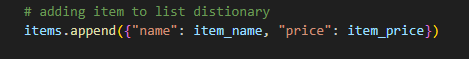 # adding item to list distionary
items.append({"name": item_name, "price": item_price})